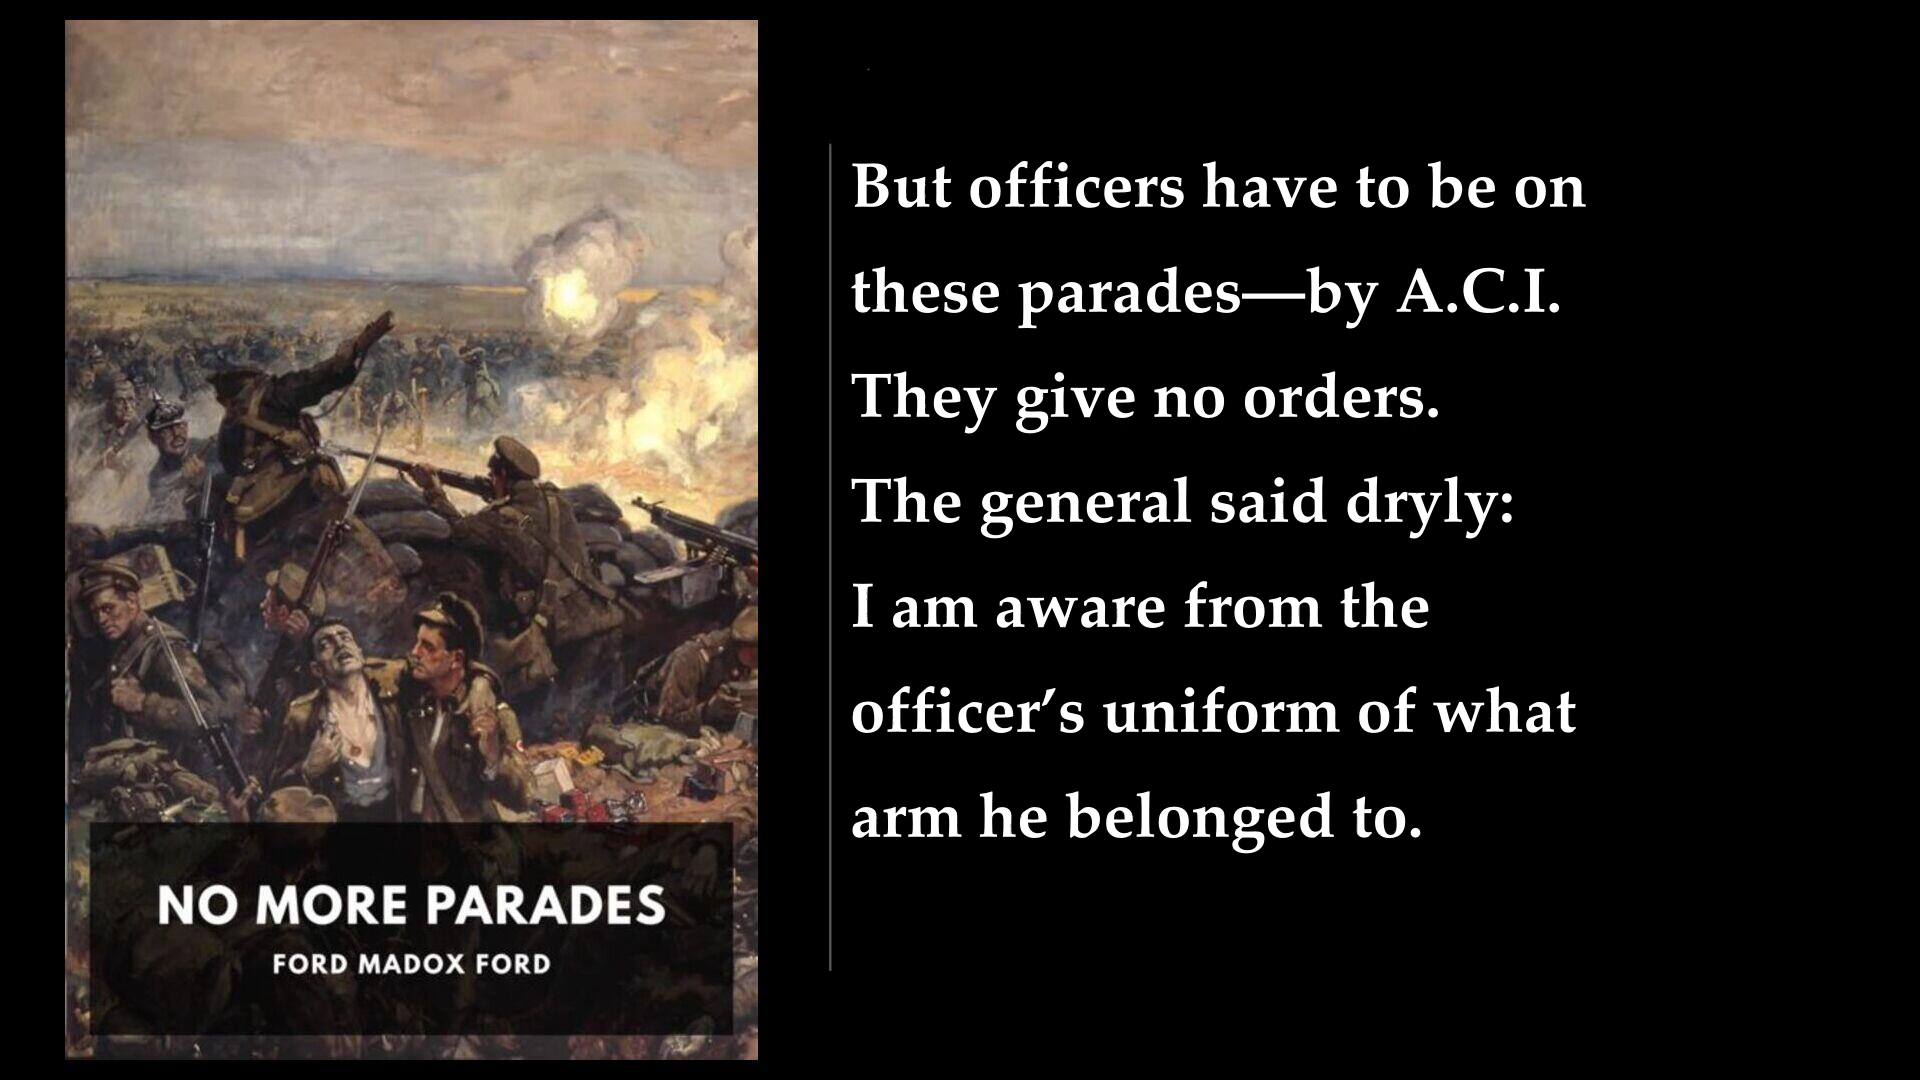 NO MORE PARADES
FORD MADOX FORD
But officers have to be on
these parades—by A.C.I.
They give no orders.
The general said dryly:
I am aware from the
officer’s uniform of what
arm he belonged to.